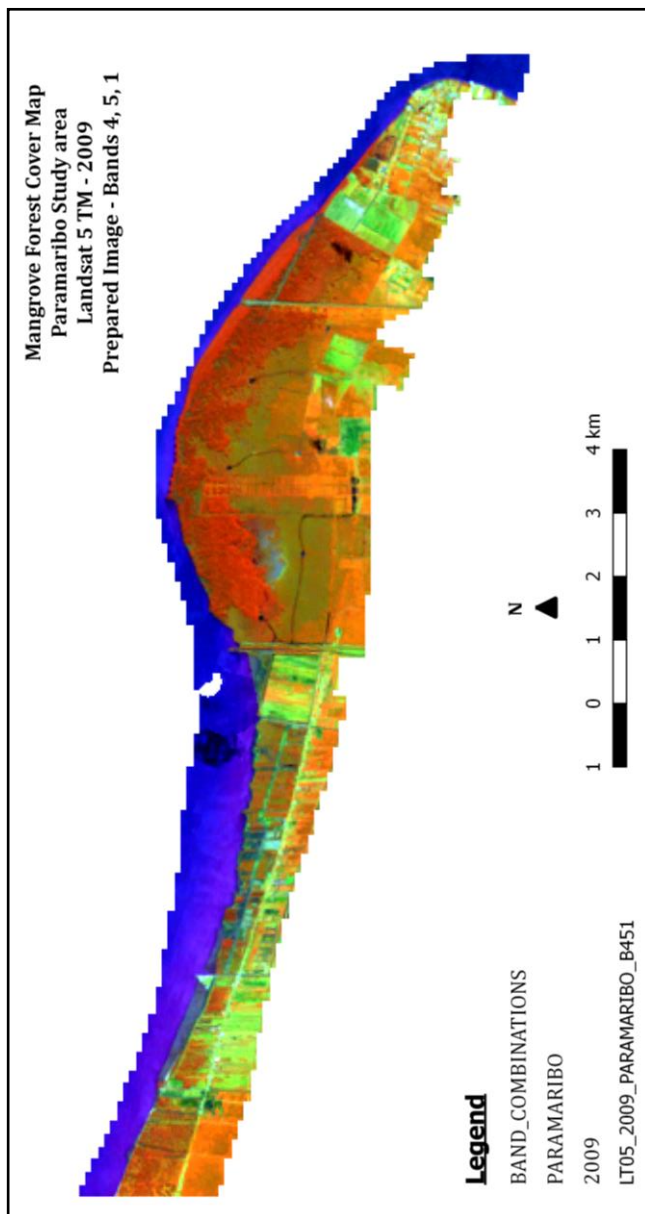 Mangrove Forest Cover Map
Paramaribo Study area
Landsat 5 TM - 2009
Prepared Image - Bands 4, 5, 1
N
1 0 1 2 3 4 km
Legend
BAND_COMBINATIONS
PARAMARIBO
2009
LT05_2009_PARAMARIBO_B451